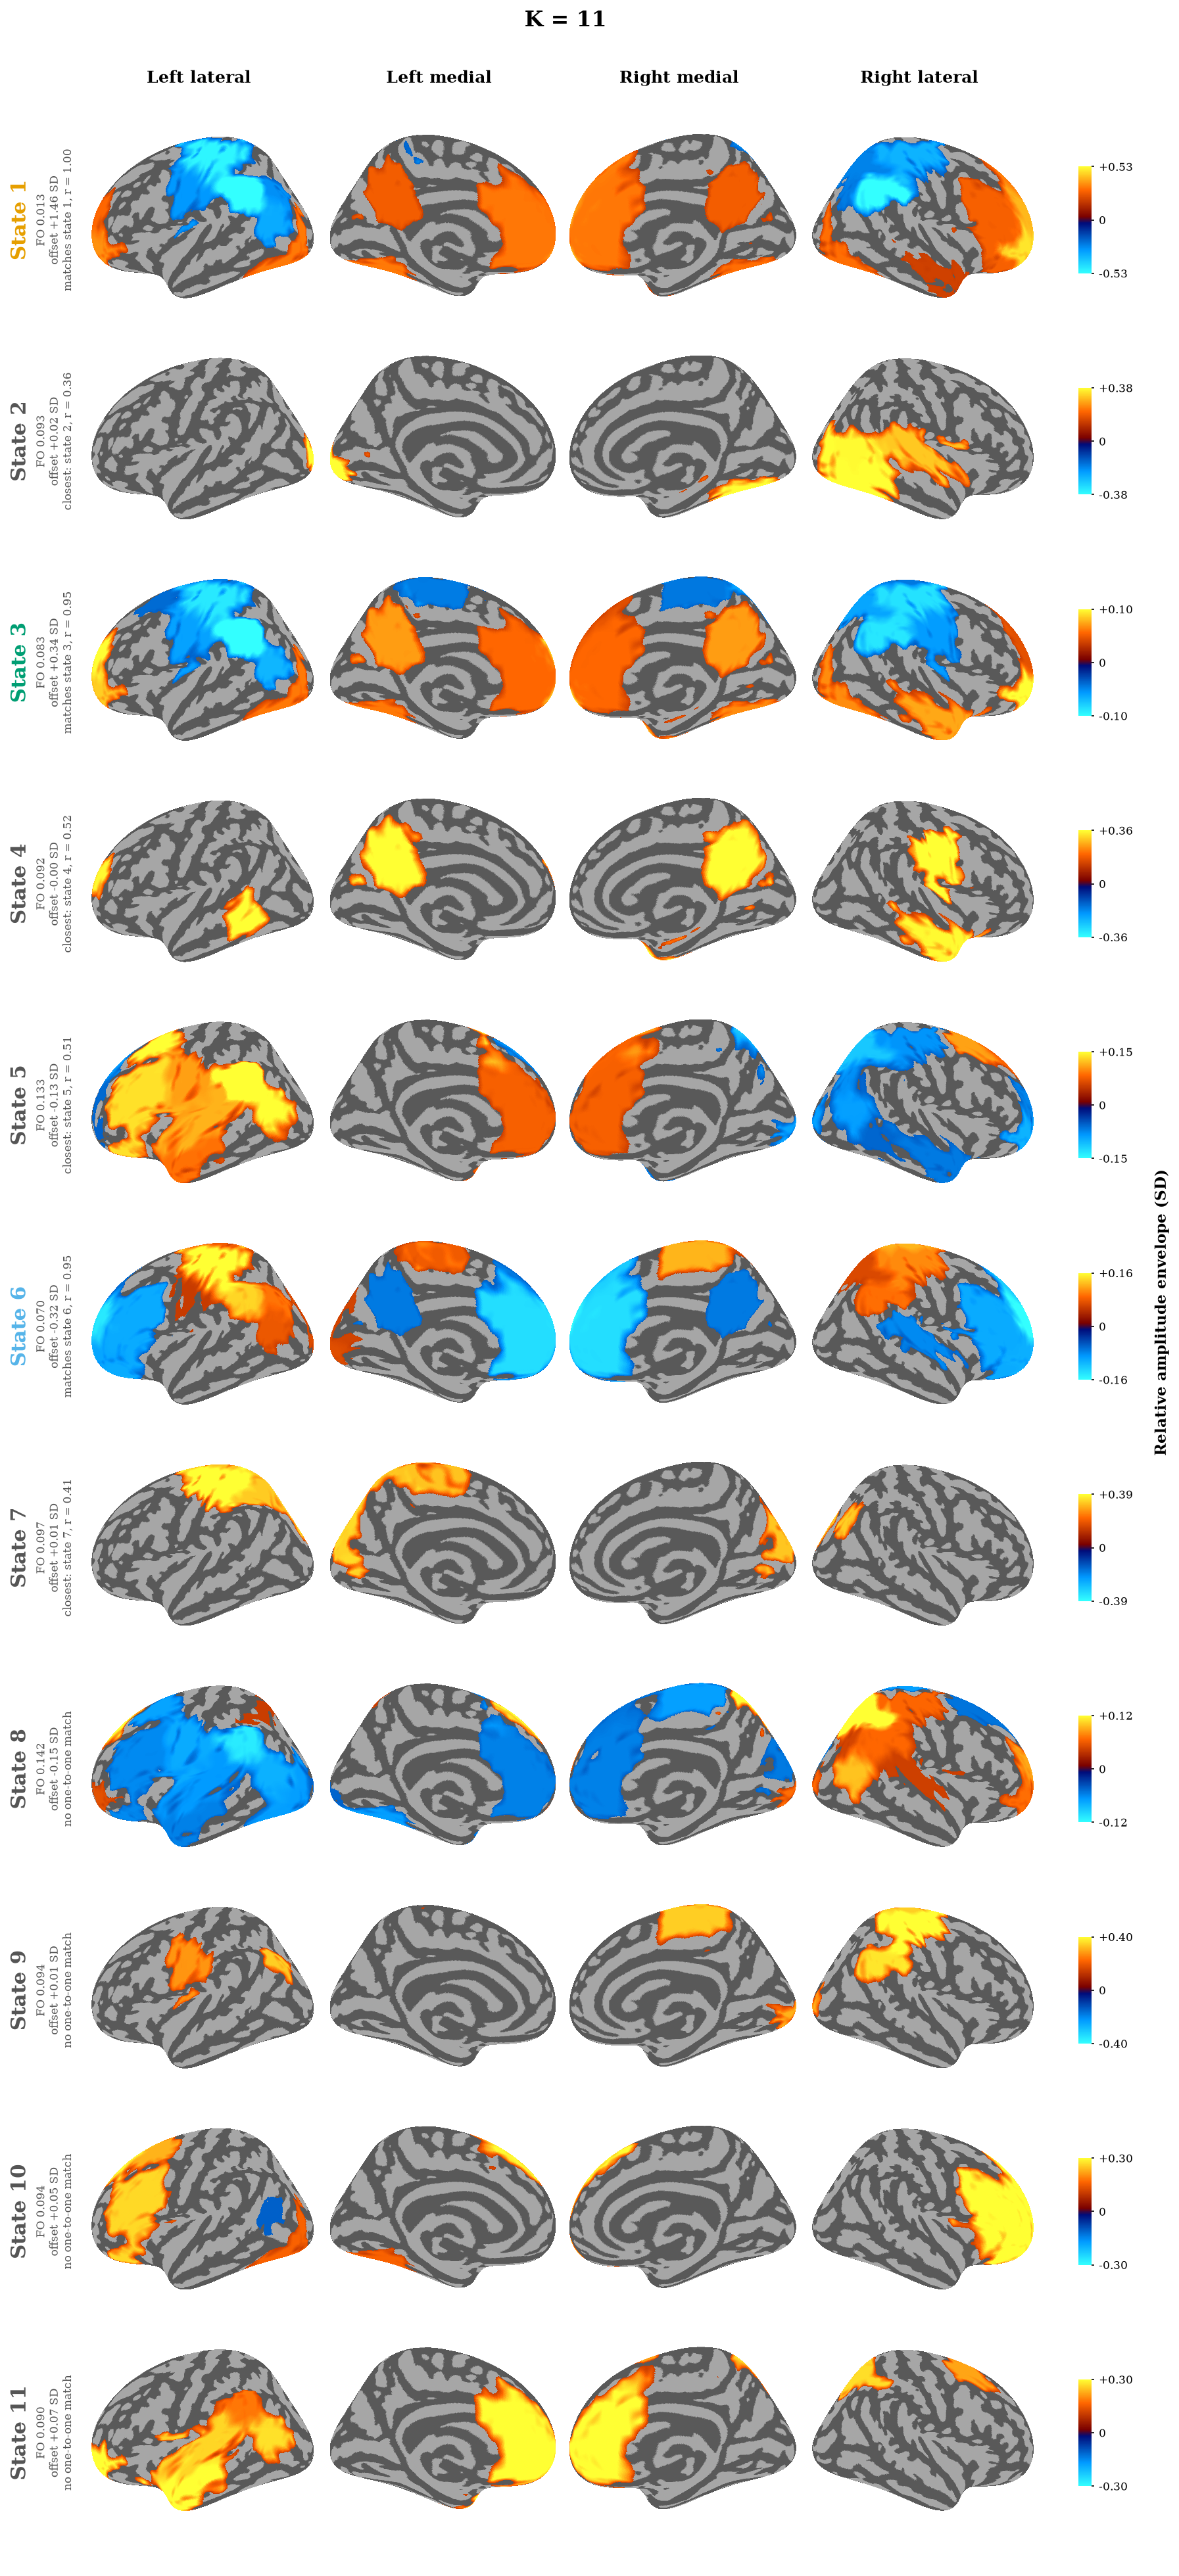 K = 11
Left lateral
Left medial
Right medial
Right lateral
State 1
FO 0.013
offset +1.46 SD
matches state 1, r = 1.00
+0.53
0
-0.53
State 2
FO 0.093
offset +0.02 SD
closest: state 2, r = 0.36
+0.38
0
-0.38
State 3
FO 0.083
offset +0.34 SD
matches state 3, r = 0.95
+0.10
0
-0.10
State 4
FO 0.092
offset -0.00 SD
closest: state 4, r = 0.52
+0.36
0
-0.36
State 5
FO 0.133
offset -0.13 SD
closest: state 5, r = 0.51
+0.15
0
-0.15
State 6
FO 0.070
offset -0.32 SD
matches state 6, r = 0.95
+0.16
0
-0.16
Relative amplitude envelope (SD)
State 7
FO 0.097
offset +0.01 SD
closest: state 7, r = 0.41
+0.39
0
-0.39
State 8
FO 0.142
offset -0.15 SD
no one-to-one match
+0.12
0
-0.12
State 9
FO 0.094
offset +0.01 SD
no one-to-one match
+0.40
0
-0.40
State 10
FO 0.094
offset +0.05 SD
no one-to-one match
+0.30
0
-0.30
State 11
FO 0.090
offset +0.07 SD
no one-to-one match
+0.30
0
-0.30